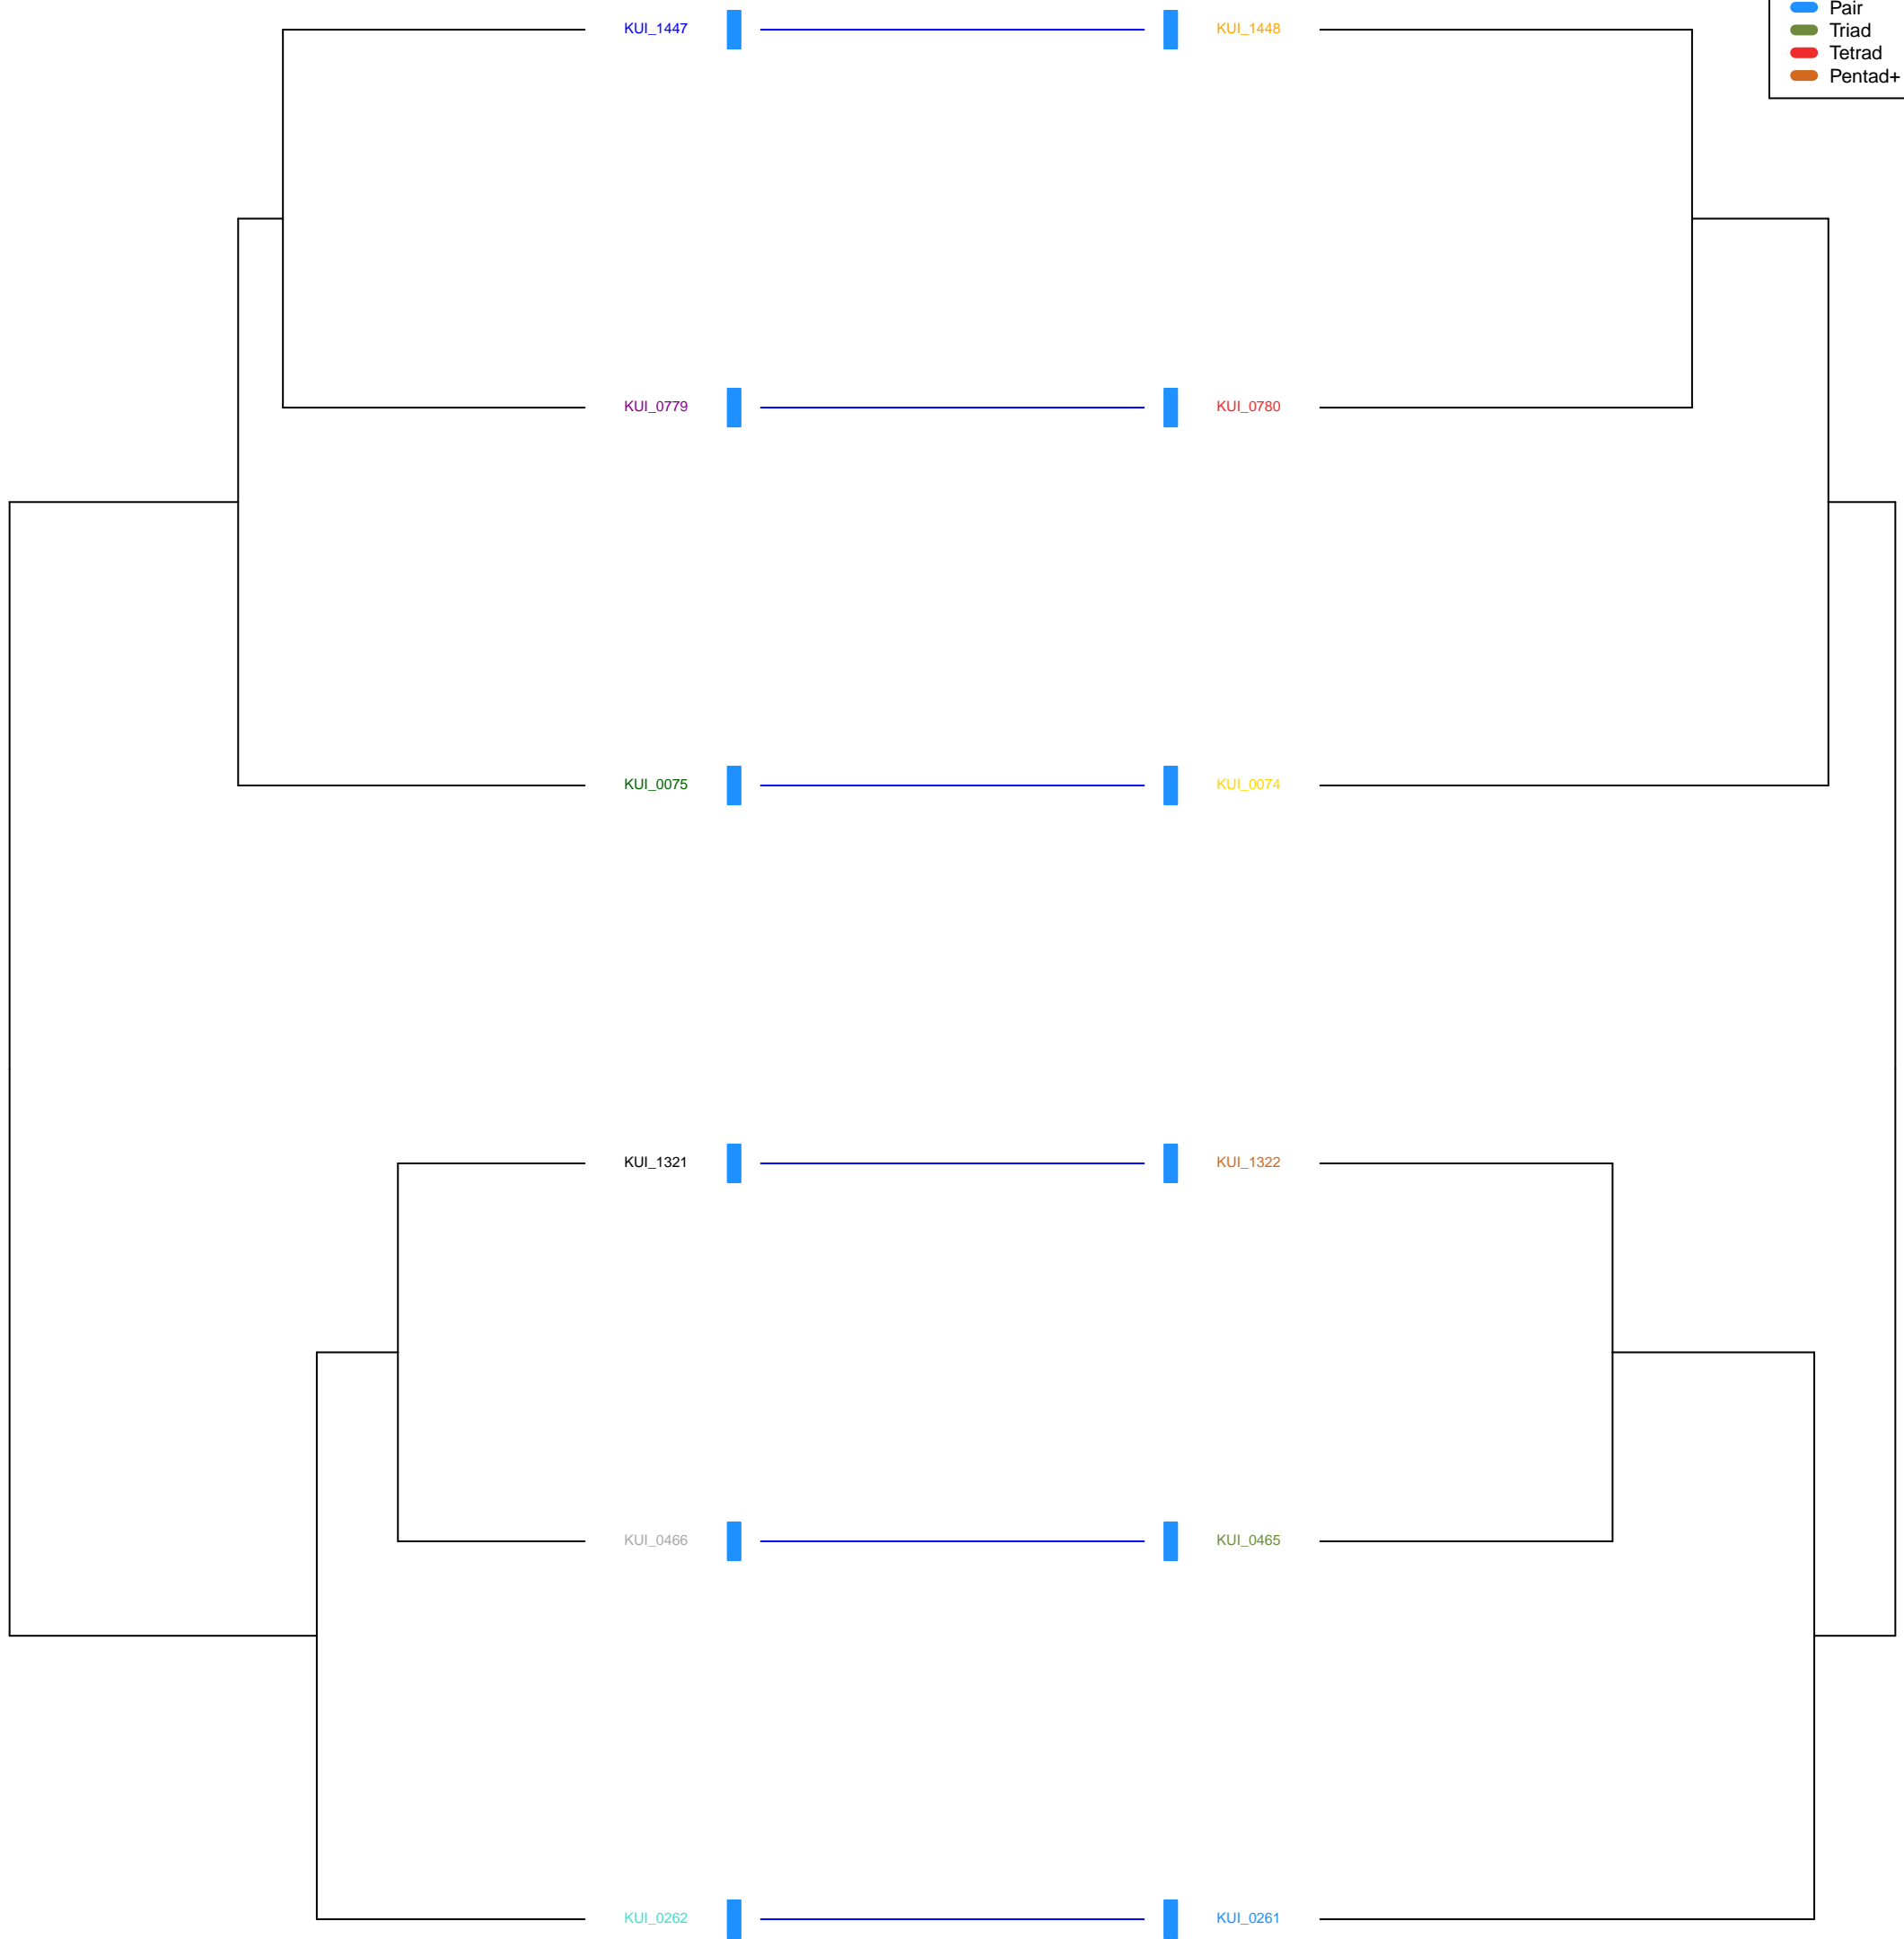 Pair
KUI_1447 KUI_1448
Triad
Tetrad
Pentad+
KUI_0779 KUI_0780
KUI_0075 KUI_0074
KUI_1321 KUI_1322
KUI_0466 KUI_0465
KUI_0262 KUI_0261